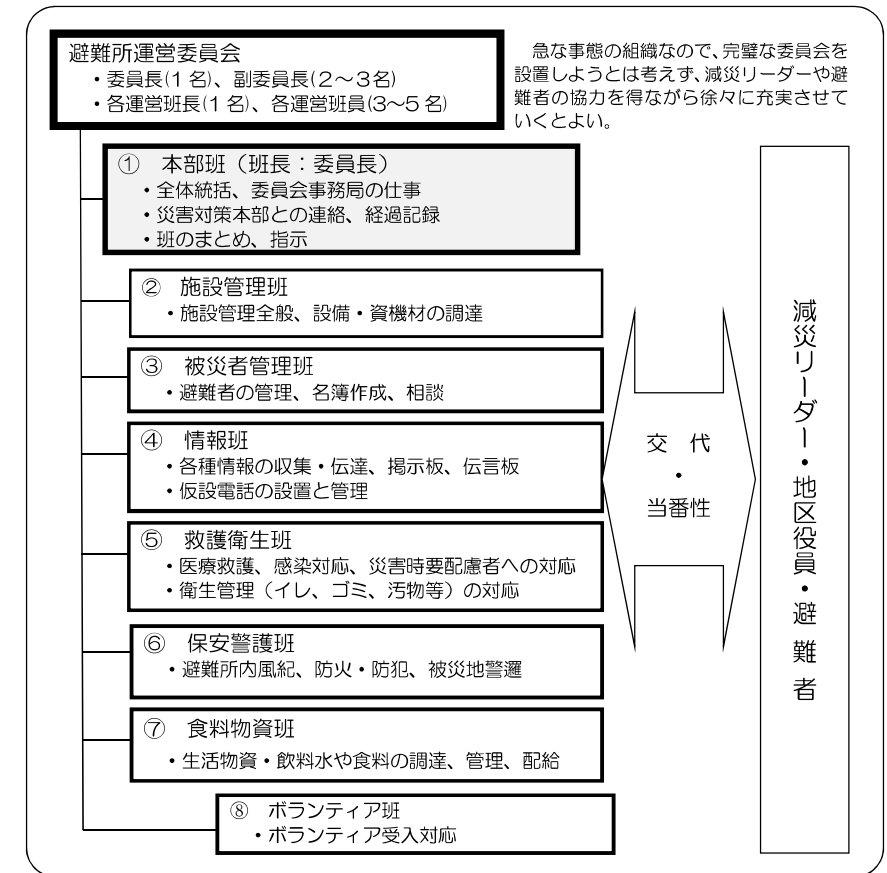 避難所運営委員会
・委員長(1名)、副委員長(2～3名)
・各運営班長(1名)、各運営班員(3～5名)
急な事態の組織なので、完璧な委員会を
設置しようとは考えず、減災リーダーや避
難者の協力を得ながら徐々に充実させて
いくとよい。
① 本部班（班長：委員長）
・全体統括、委員会事務局の仕事
・災害対策本部との連絡、経過記録
・班のまとめ、指示
② 施設管理班
・施設管理全般、設備・資機材の調達
③ 被災者管理班
・避難者の管理、名簿作成、相談
④ 情報班
・各種情報の収集・伝達、掲示板、伝言板
・仮設電話の設置と管理
⑤ 救護衛生班
・医療救護、感染対応、災害時要配慮者への対応
・衛生管理（イレ、ゴミ、汚物等）の対応
⑥ 保安警護班
・避難所内風紀、防火・防犯、被災地警邏
⑦ 食料物資班
・生活物資・飲料水や食料の調達、管理、配給
⑧ ボランティア班
・ボランティア受入対応
交　代
・
当番性
減災リーダー・地区役員・避難者